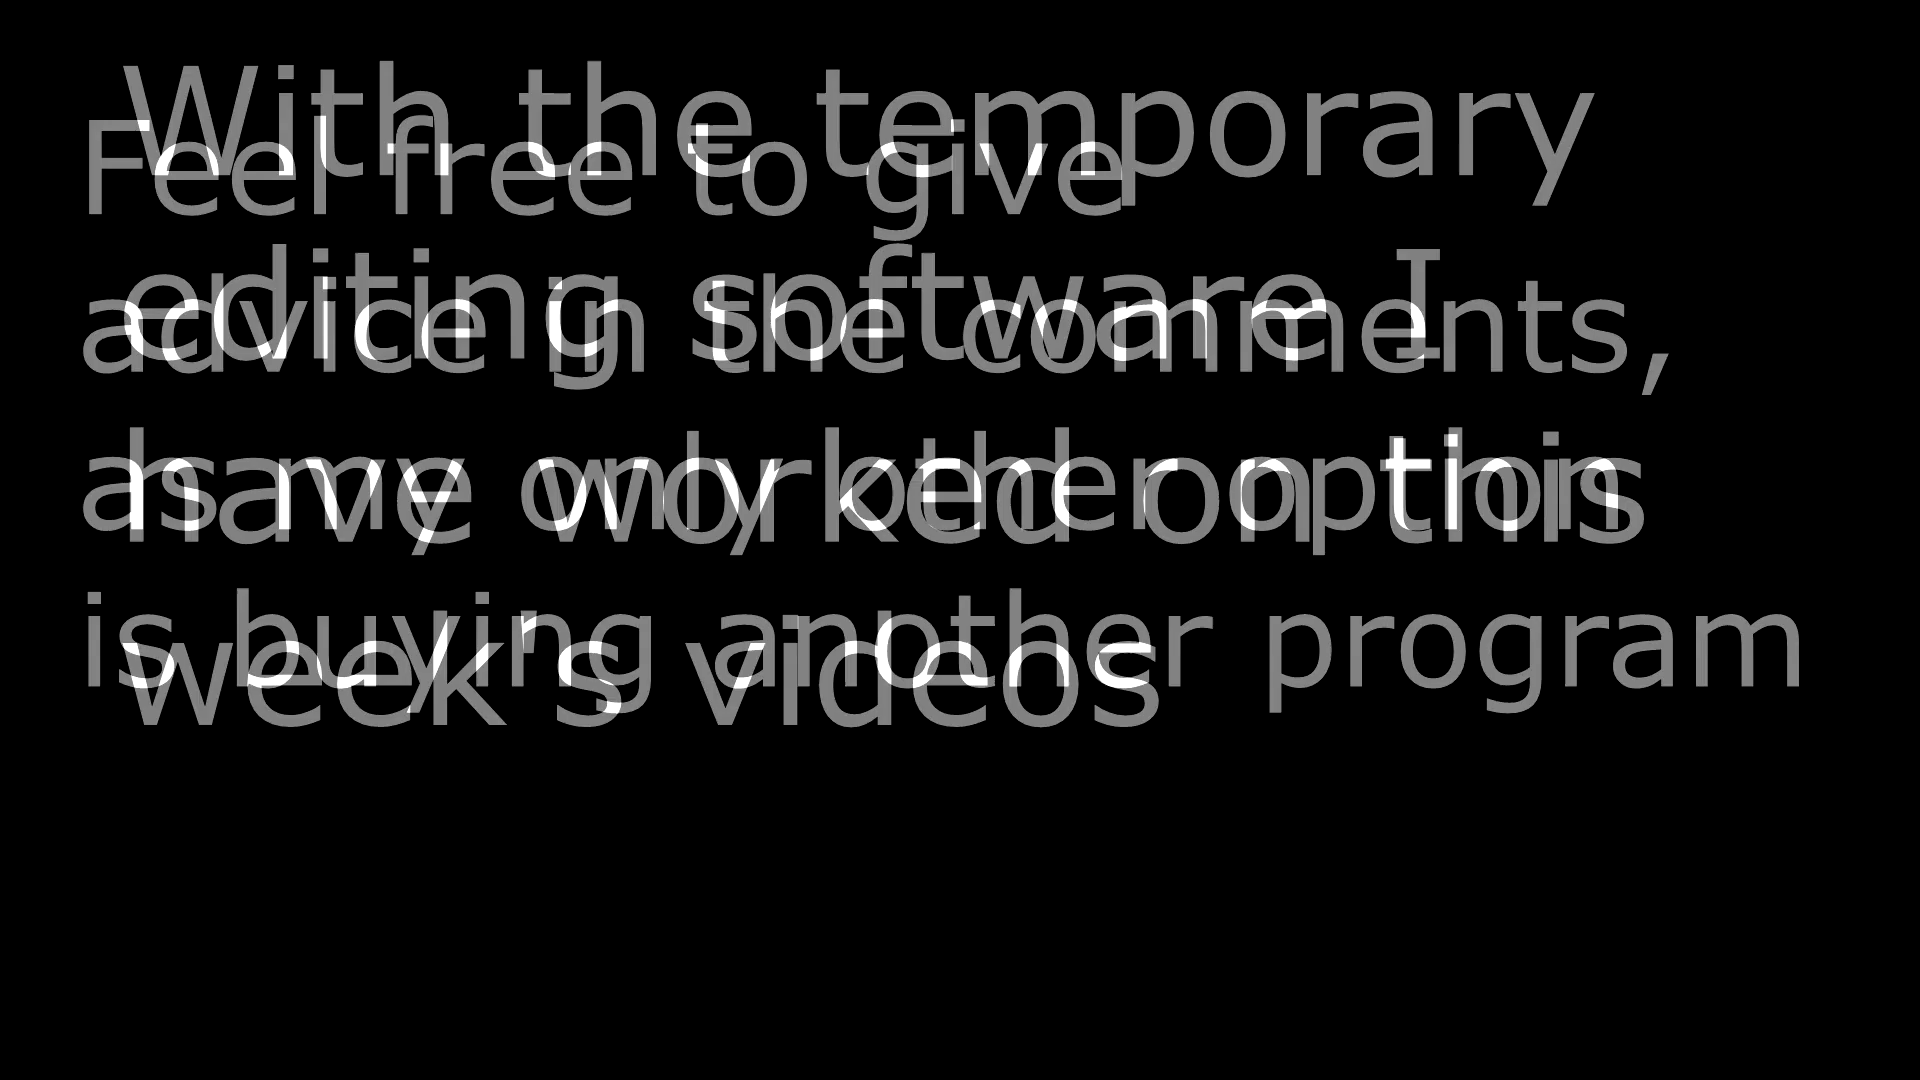 With the temporary
editing software I
have worked on this
week's videos
Feel free to give
advice in the comments,
as my only other option
is buying another program